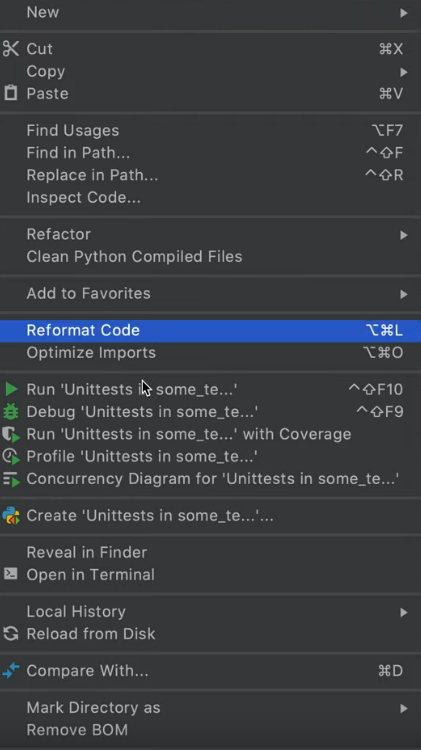 New
Cut ⌘X
Copy
Paste ⌘V
Find Usages ⌥F7
Find in Path... ^⇧F
Replace in Path... ^⇧R
Inspect Code...
Refactor
Clean Python Compiled Files
Add to Favorites
Reformat Code ⌥⌘L
Optimize Imports ⌥⌘O
Run 'Unittests in some_te...' ^⇧F10
Debug 'Unittests in some_te...' ^⇧F9
Run 'Unittests in some_te...' with Coverage
Profile 'Unittests in some_te...'
Concurrency Diagram for 'Unittests in some_te...'
Create 'Unittests in some_te...'...
Reveal in Finder
Open in Terminal
Local History
Reload from Disk
Compare With... ⌘D
Mark Directory as
Remove BOM